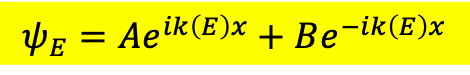 ψ_E = Ae^{ik(E)x} + Be^{-ik(E)x}